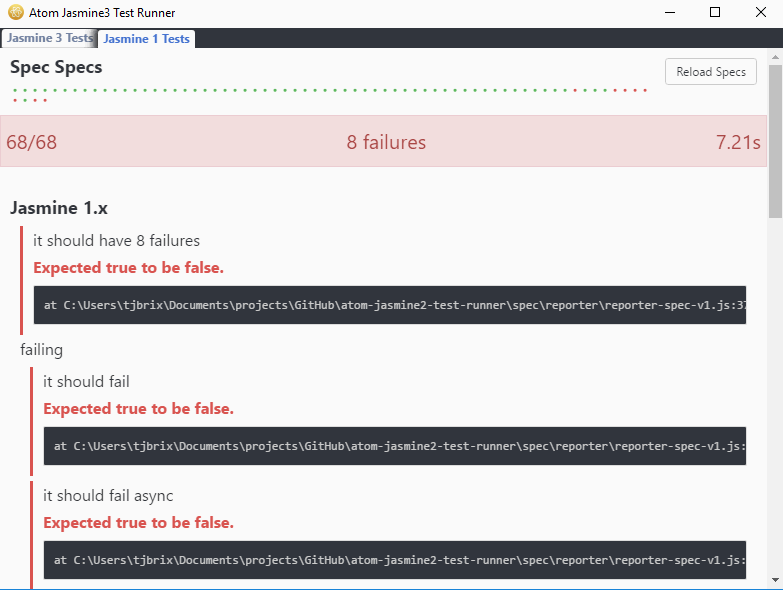 Atom Jasmine3 Test Runner
Jasmine 3 Tests Jasmine 1 Tests
Spec Specs
Reload Specs
68/68 8 failures 7.21s
Jasmine 1.x
it should have 8 failures
Expected true to be false.
at C:\Users\tjbrix\Documents\projects\GitHub\atom-jasmine2-test-runner\spec\reporter\reporter-spec-v1.js:37
failing
it should fail
Expected true to be false.
at C:\Users\tjbrix\Documents\projects\GitHub\atom-jasmine2-test-runner\spec\reporter\reporter-spec-v1.js:
it should fail async
Expected true to be false.
at C:\Users\tjbrix\Documents\projects\GitHub\atom-jasmine2-test-runner\spec\reporter\reporter-spec-v1.js: